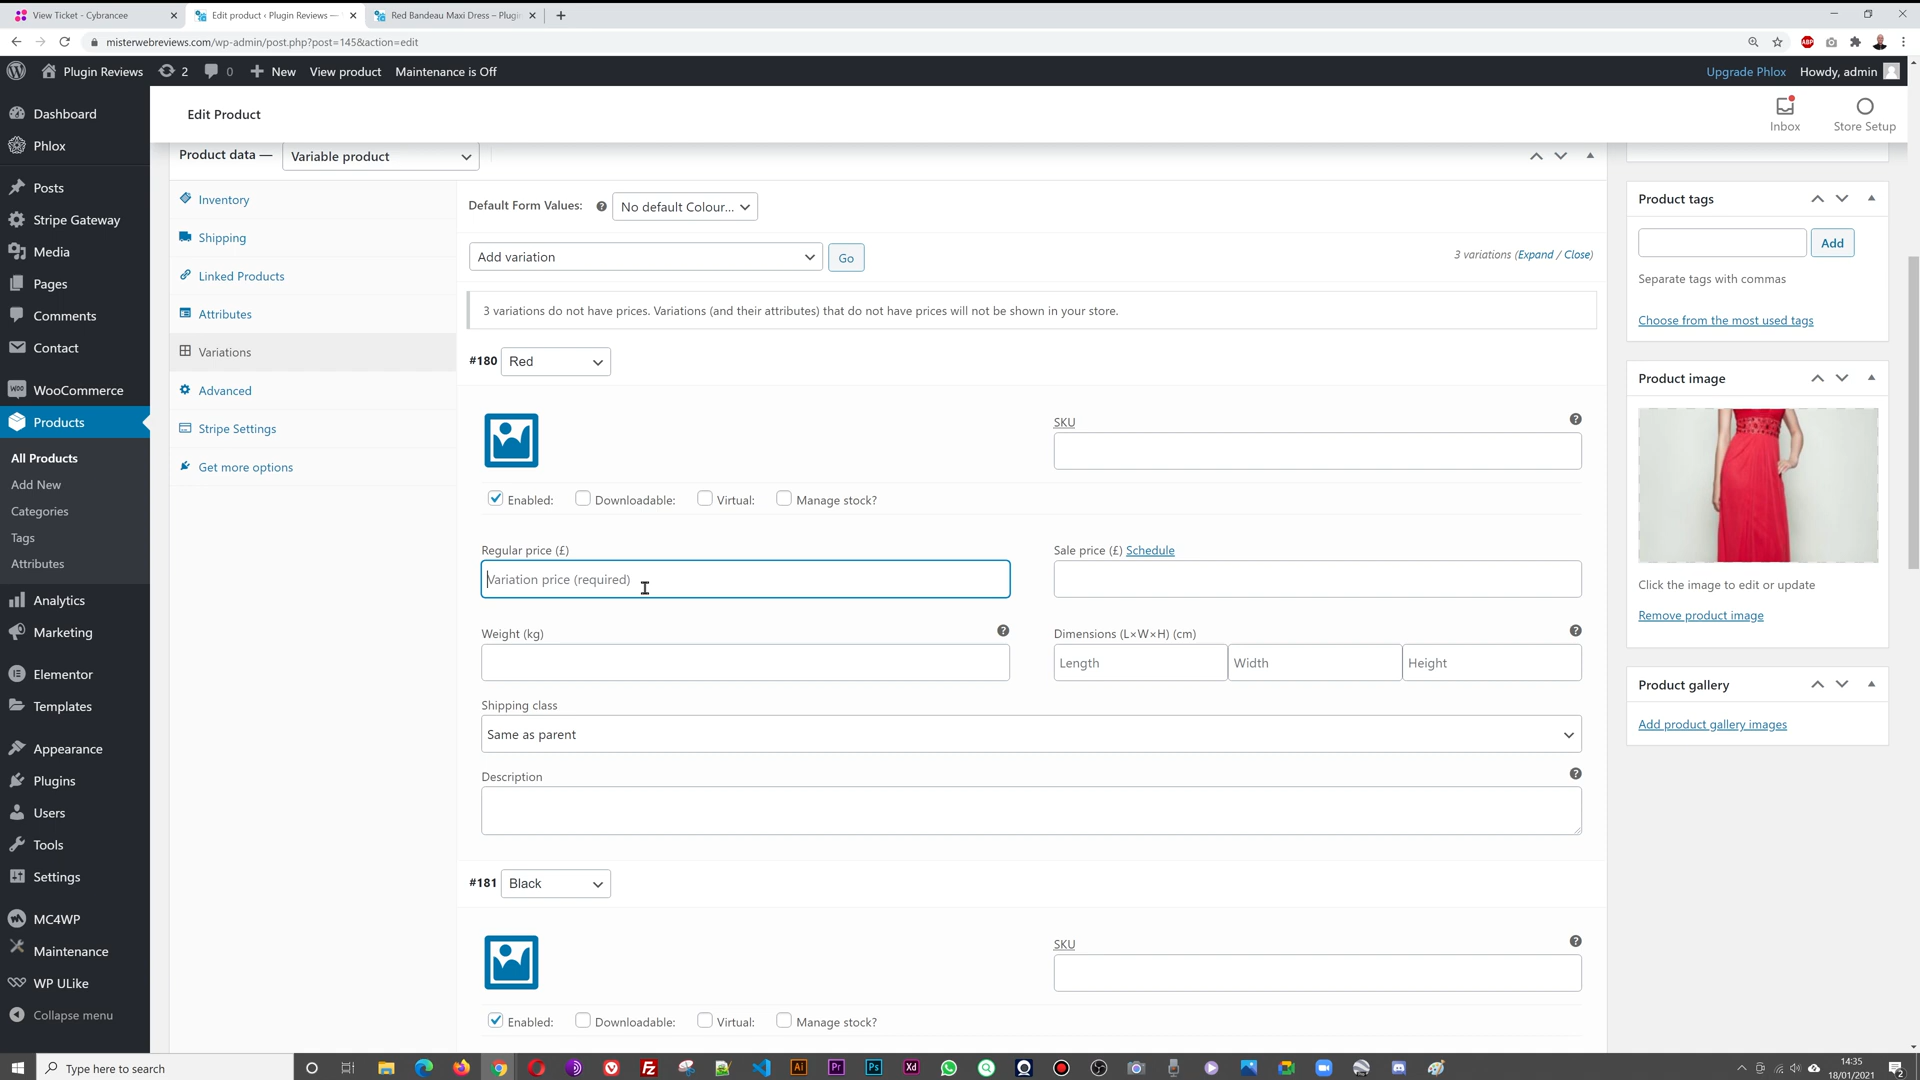 View Ticket - Cybrancee
Edit product ‹ Plugin Reviews —
Red Bandeau Maxi Dress – Plugin
misterwebreviews.com/wp-admin/post.php?post=145&action=edit
Plugin Reviews
2
0
New
View product
Maintenance is Off
Upgrade Phlox
Howdy, admin
Edit Product
Inbox
Store Setup
Dashboard
Phlox
Posts
Stripe Gateway
Media
Pages
Comments
Contact
WooCommerce
Products
All Products
Add New
Categories
Tags
Attributes
Analytics
Marketing
Elementor
Templates
Appearance
Plugins
Users
Tools
Settings
MC4WP
Maintenance
WP ULike
Collapse menu
Product data —
Variable product
Inventory
Shipping
Linked Products
Attributes
Variations
Advanced
Stripe Settings
Get more options
Default Form Values:
No default Colour...
Add variation
Go
3 variations (Expand / Close)
3 variations do not have prices. Variations (and their attributes) that do not have prices will not be shown in your store.
#180
Red
SKU
Enabled:
Downloadable:
Virtual:
Manage stock?
Regular price (£)
Variation price (required)
Sale price (£) Schedule
Weight (kg)
Dimensions (L×W×H) (cm)
Length
Width
Height
Shipping class
Same as parent
Description
#181
Black
SKU
Enabled:
Downloadable:
Virtual:
Manage stock?
Product tags
Add
Separate tags with commas
Choose from the most used tags
Product image
Click the image to edit or update
Remove product image
Product gallery
Add product gallery images
Type here to search
Ai
Pr
Ps
Xd
14:35
18/01/2021
2